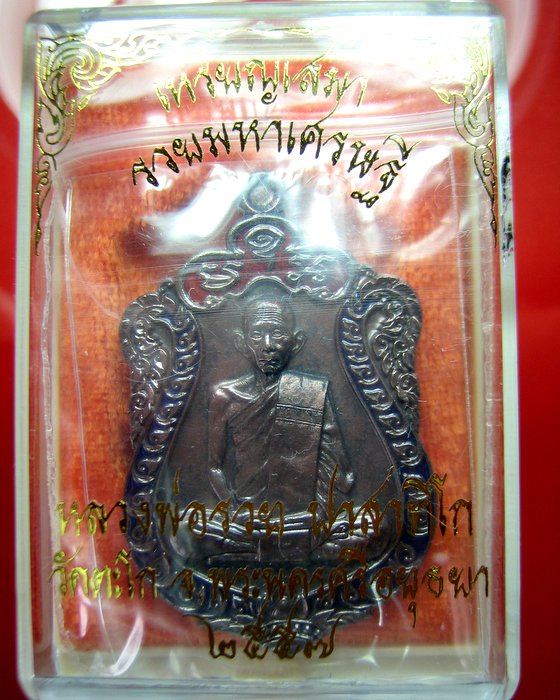 เหรียญเสมา
รวยมหาเศรษฐี
หลวงพ่อรวย ปาสาทิโก
วัดตะโก จ.พระนครศรีอยุธยา
๒๕๕๗